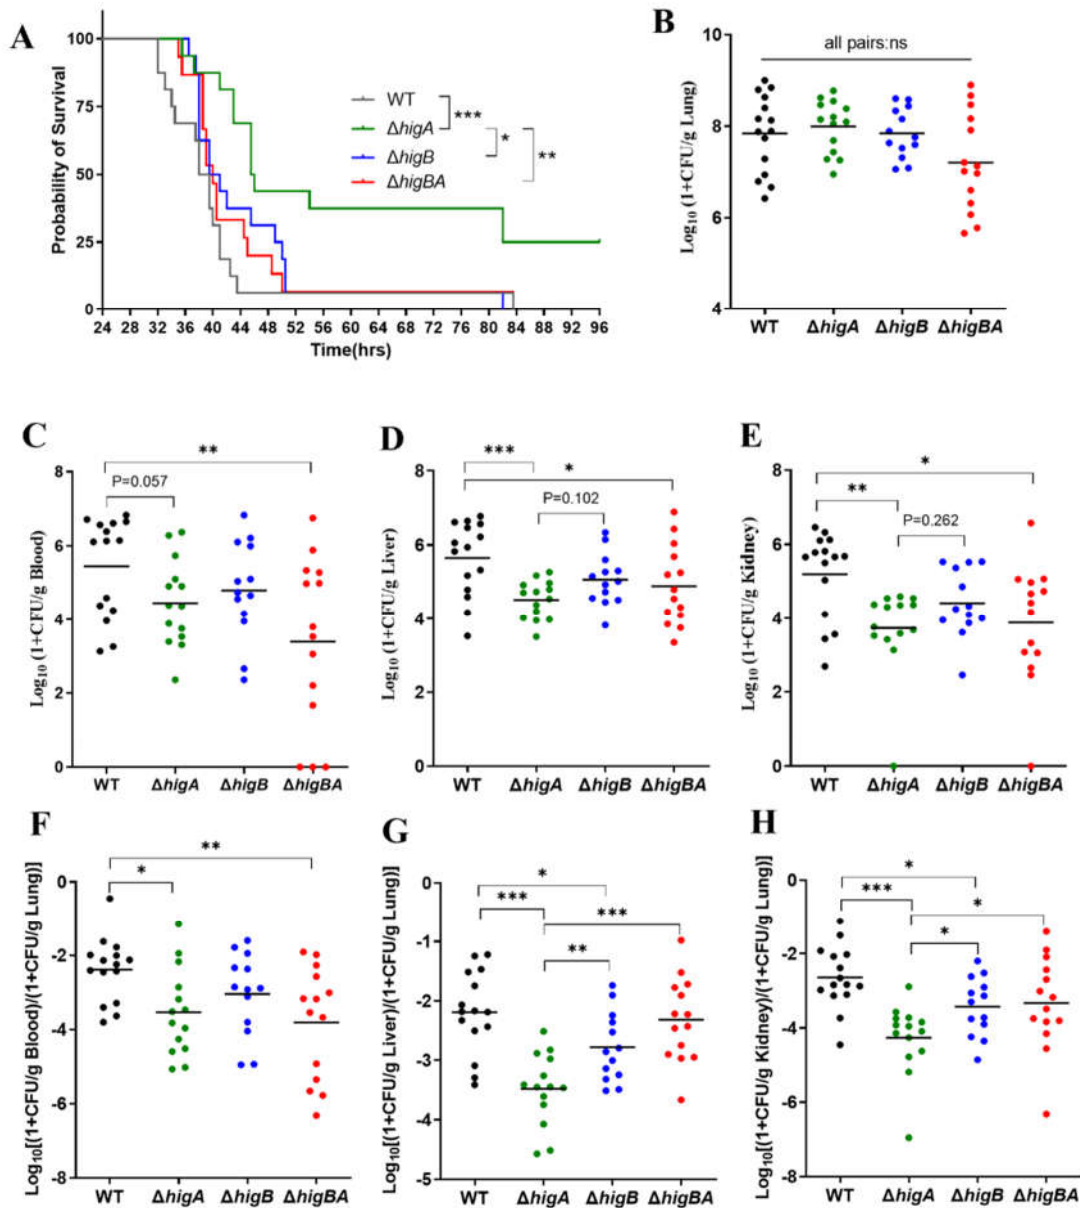 A
Probability of Survival
100
75
50
25
0
24 28 32 36 40 44 48 52 56 60 64 68 72 76 80 84 88 92 96
Time(hrs)
WT
ΔhigA
ΔhigB
ΔhigBA
***
*
**
B
all pairs:ns
Log₁₀ (1+CFU/g Lung)
10
8
6
4
WT ΔhigA ΔhigB ΔhigBA
C
**
P=0.057
Log₁₀ (1+CFU/g Blood)
8
6
4
2
0
WT ΔhigA ΔhigB ΔhigBA
D
***
*
P=0.102
Log₁₀ (1+CFU/g Liver)
8
6
4
2
0
WT ΔhigA ΔhigB ΔhigBA
E
*
**
P=0.262
Log₁₀ (1+CFU/g Kidney)
8
6
4
2
0
WT ΔhigA ΔhigB ΔhigBA
F
**
*
Log₁₀[(1+CFU/g Blood)/(1+CFU/g Lung)]
0
-2
-4
-6
-8
WT ΔhigA ΔhigB ΔhigBA
G
*
***
***
**
Log₁₀[(1+CFU/g Liver)/(1+CFU/g Lung)]
0
-1
-2
-3
-4
-5
WT ΔhigA ΔhigB ΔhigBA
H
*
***
*
*
Log₁₀[(1+CFU/g Kidney)/(1+CFU/g Lung)]
0
-2
-4
-6
-8
WT ΔhigA ΔhigB ΔhigBA